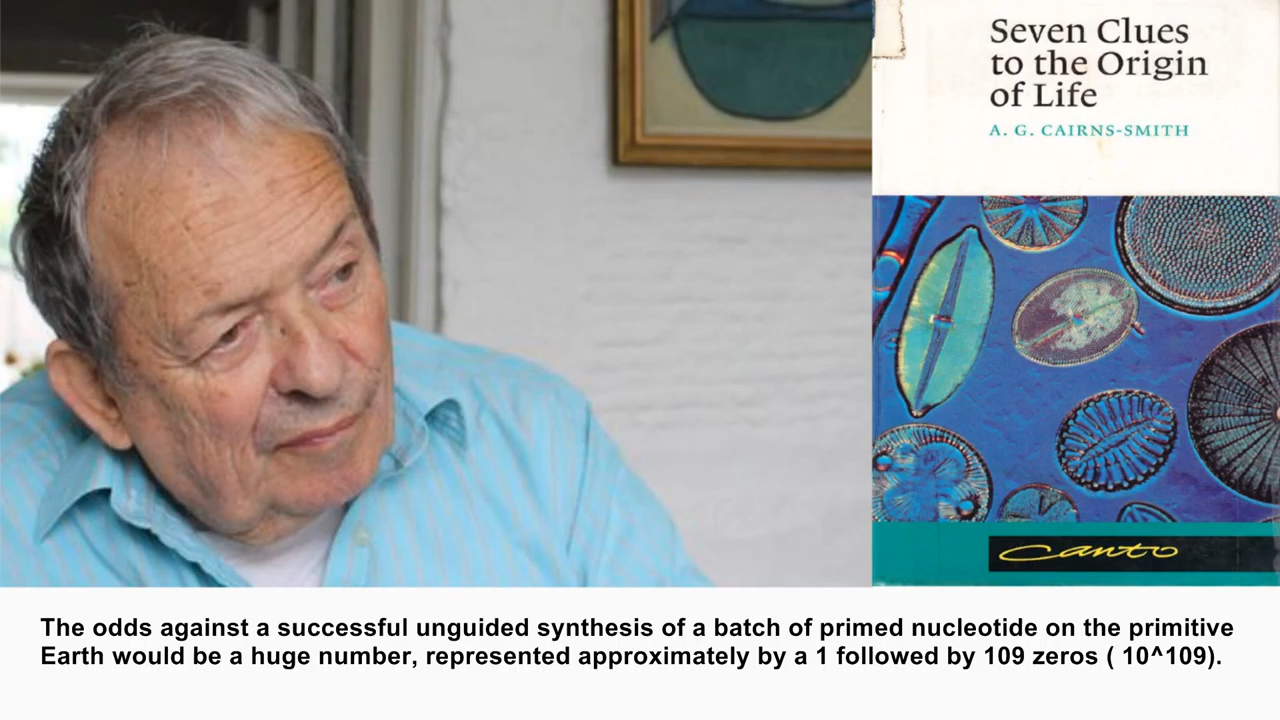 Seven Clues
to the Origin
of Life
A. G. CAIRNS-SMITH
Canto
The odds against a successful unguided synthesis of a batch of primed nucleotide on the primitive
Earth would be a huge number, represented approximately by a 1 followed by 109 zeros ( 10^109).